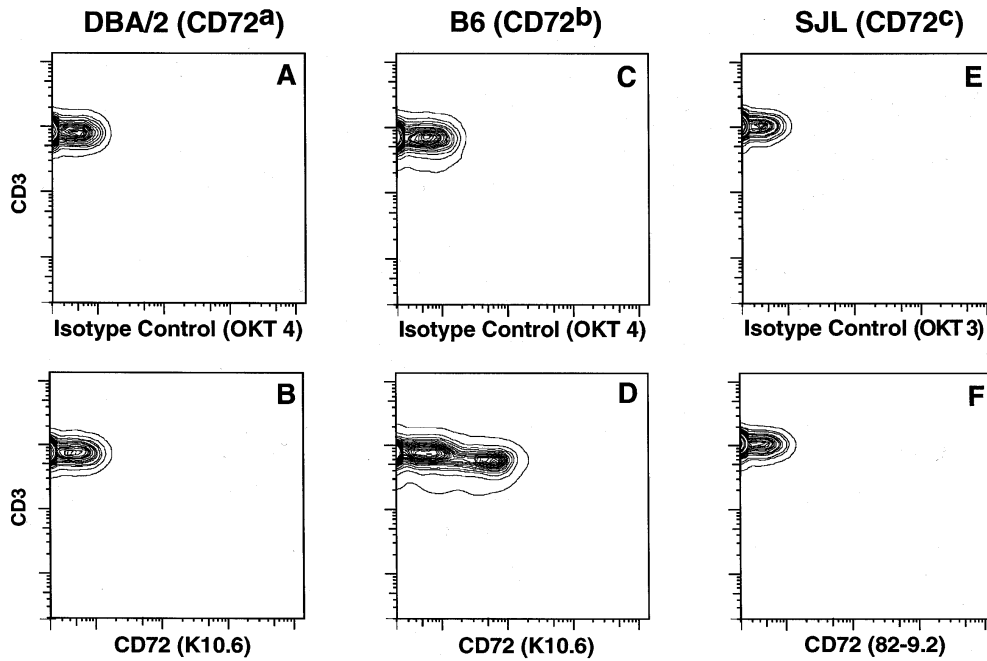 DBA/2 (CD72a) B6 (CD72b) SJL (CD72c)
A C E
CD3
Isotype Control (OKT 4) Isotype Control (OKT 4) Isotype Control (OKT 3)
B D F
CD3
CD72 (K10.6) CD72 (K10.6) CD72 (82-9.2)